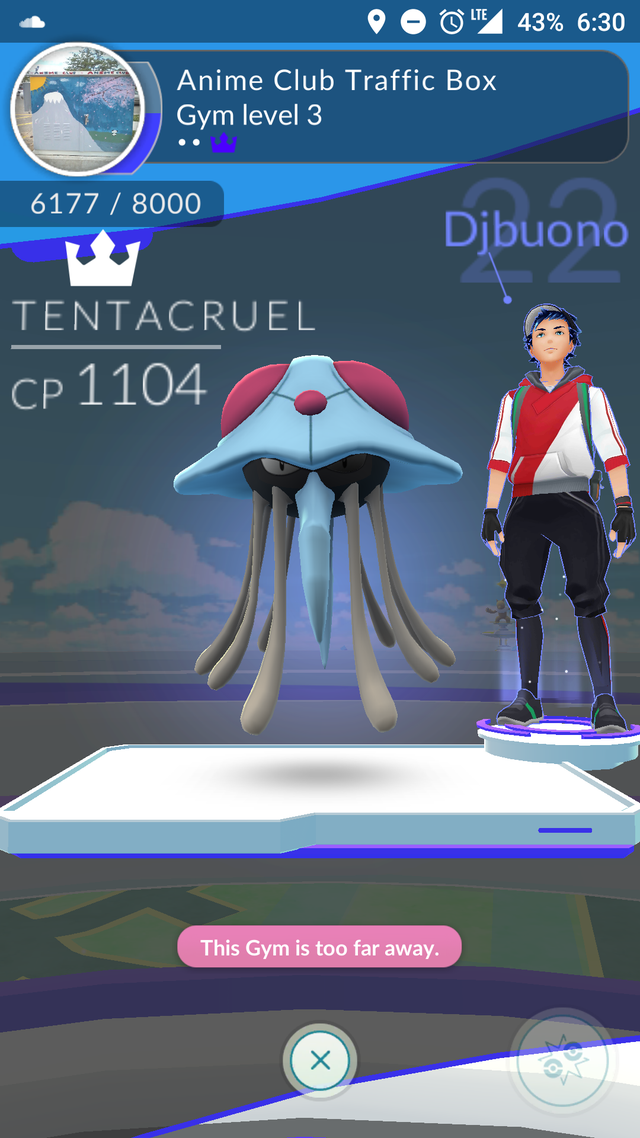 LTE 43% 6:30
Anime Club Traffic Box
Gym level 3
6177 / 8000
22
Djbuono
TENTACRUEL
CP 1104
This Gym is too far away.